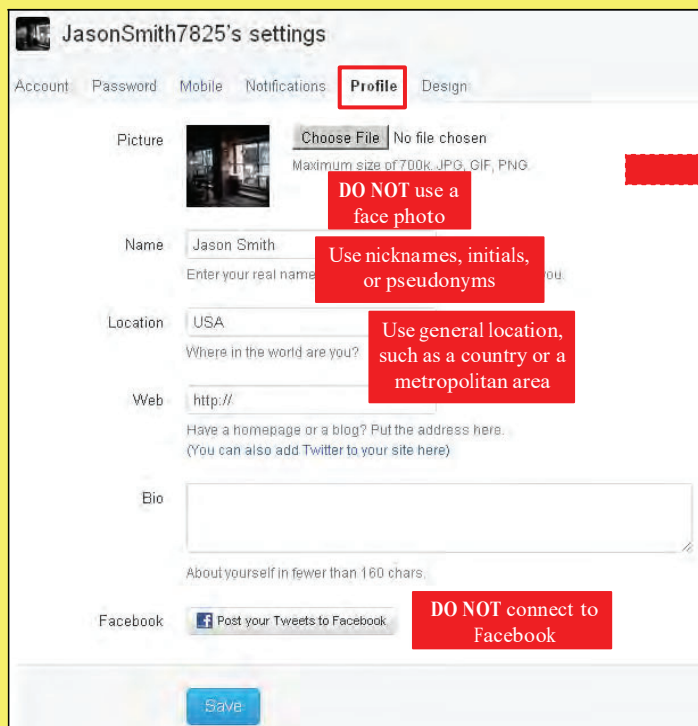 JasonSmith7825's settings
Account Password Mobile Notifications Profile Design
Picture
Choose File No file chosen
Maximum size of 700k. JPG, GIF, PNG.
DO NOT use a
face photo
Name
Jason Smith
Enter your real name
you.
Use nicknames, initials,
or pseudonyms
Location
USA
Where in the world are you?
Use general location,
such as a country or a
metropolitan area
Web
http://
Have a homepage or a blog? Put the address here.
(You can also add Twitter to your site here)
Bio
About yourself in fewer than 160 chars.
Facebook
Post your Tweets to Facebook
DO NOT connect to
Facebook
Save